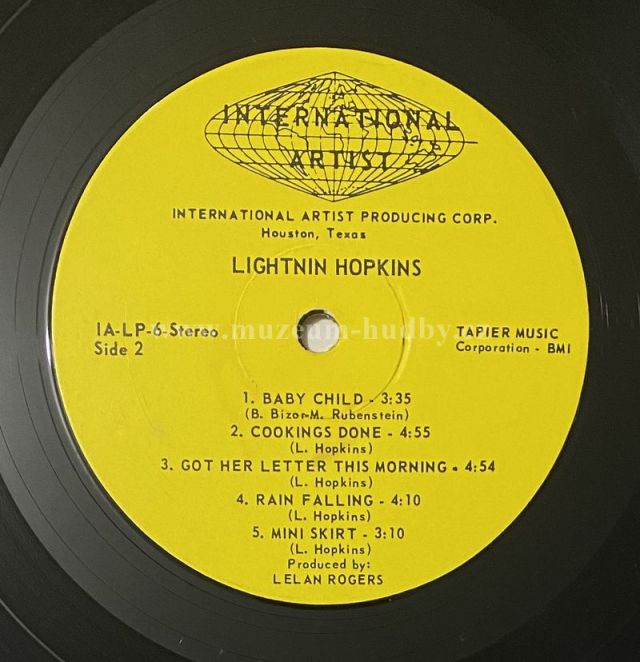 INTERNATIONAL
ARTIST
INTERNATIONAL ARTIST PRODUCING CORP.
Houston, Texas
LIGHTNIN HOPKINS
IA-LP-6-Stereo
Side 2
www.muzeum-hudby
TAPIER MUSIC
Corporation - BMI
1. BABY CHILD - 3:35
(B. Bizor-M. Rubenstein)
2. COOKINGS DONE - 4:55
(L. Hopkins)
3. GOT HER LETTER THIS MORNING - 4:54
(L. Hopkins)
4. RAIN FALLING - 4:10
(L. Hopkins)
5. MINI SKIRT - 3:10
(L. Hopkins)
Produced by:
LELAN ROGERS